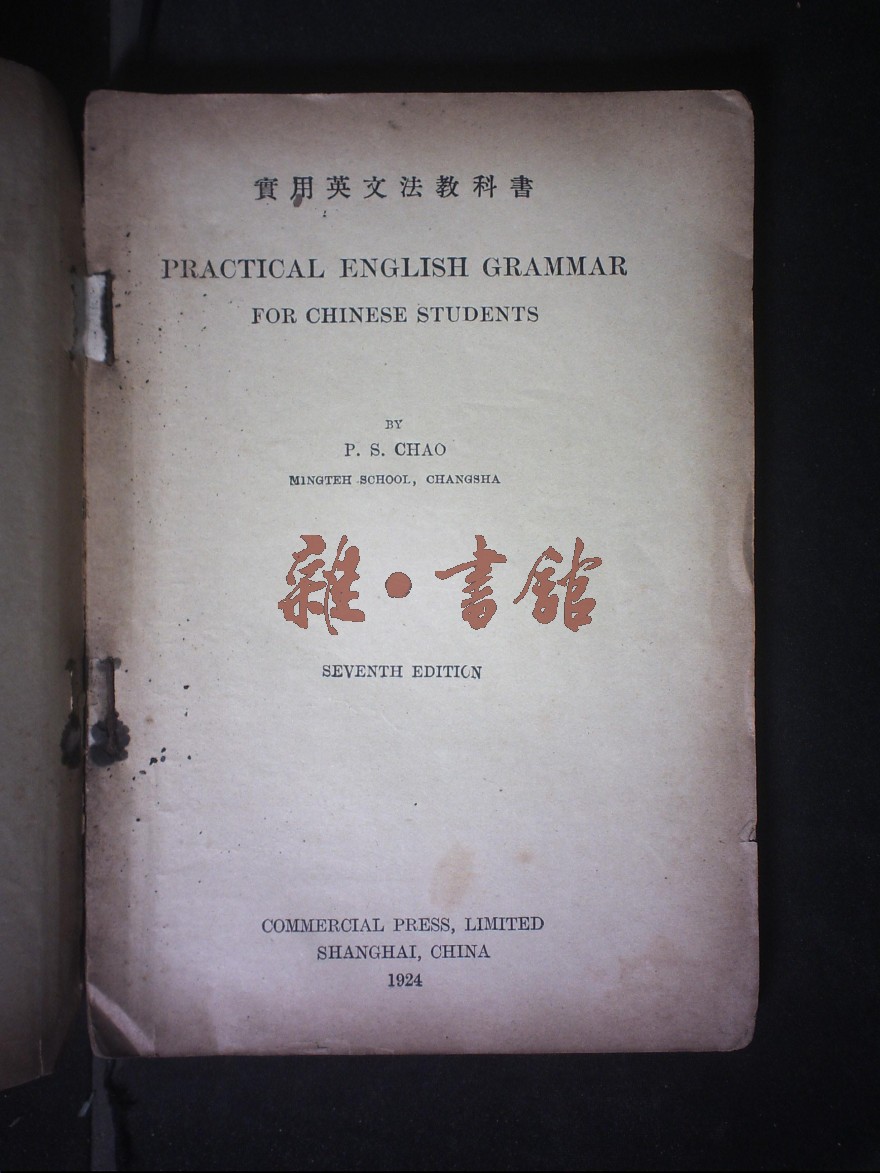 實用英文法教科書
PRACTICAL ENGLISH GRAMMAR
FOR CHINESE STUDENTS
BY
P. S. CHAO
MINGTEH SCHOOL, CHANGSHA
雜·書館
SEVENTH EDITION
COMMERCIAL PRESS, LIMITED
SHANGHAI, CHINA
1924